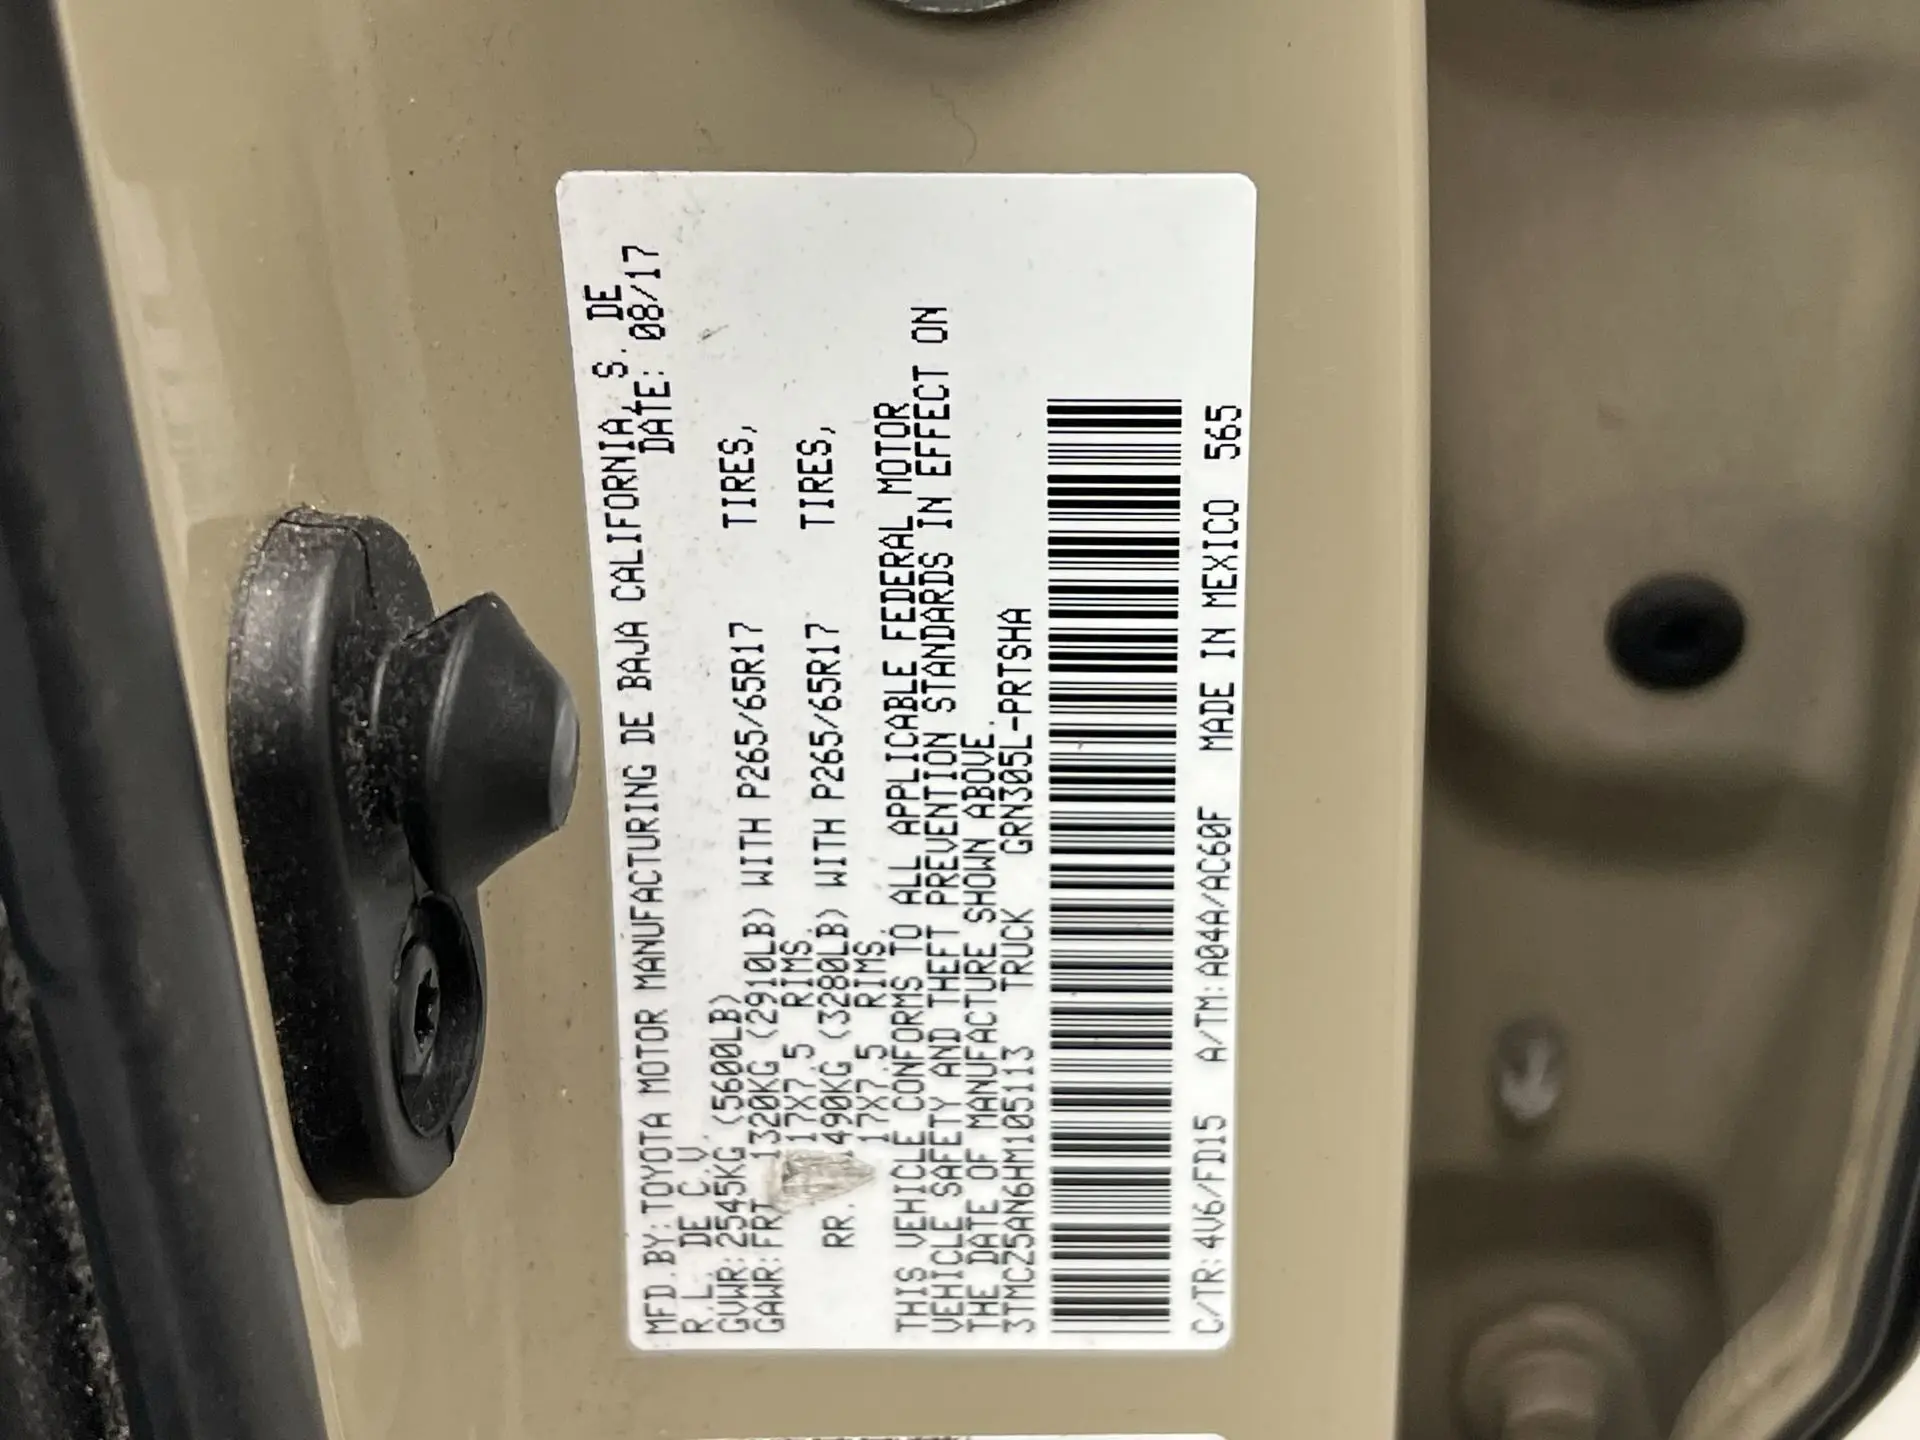 MFD.BY:TOYOTA MOTOR MANUFACTURING DE BAJA CALIFORNIA, S. DE
R.L. DE C.V. DATE: 08/17
GVWR:2545KG (5600LB)
GAWR:FRT 1320KG (2910LB) WITH P265/65R17 TIRES,
17X7.5 RIMS,
RR. 1490KG (3280LB) WITH P265/65R17 TIRES,
17X7.5 RIMS.
THIS VEHICLE CONFORMS TO ALL APPLICABLE FEDERAL MOTOR
VEHICLE SAFETY AND THEFT PREVENTION STANDARDS IN EFFECT ON
THE DATE OF MANUFACTURE SHOWN ABOVE.
3TMCZ5AN6HM105113 TRUCK GRN305L-PRTSHA
C/TR:4V6/FD15 A/TM:A04A/AC60F MADE IN MEXICO 565